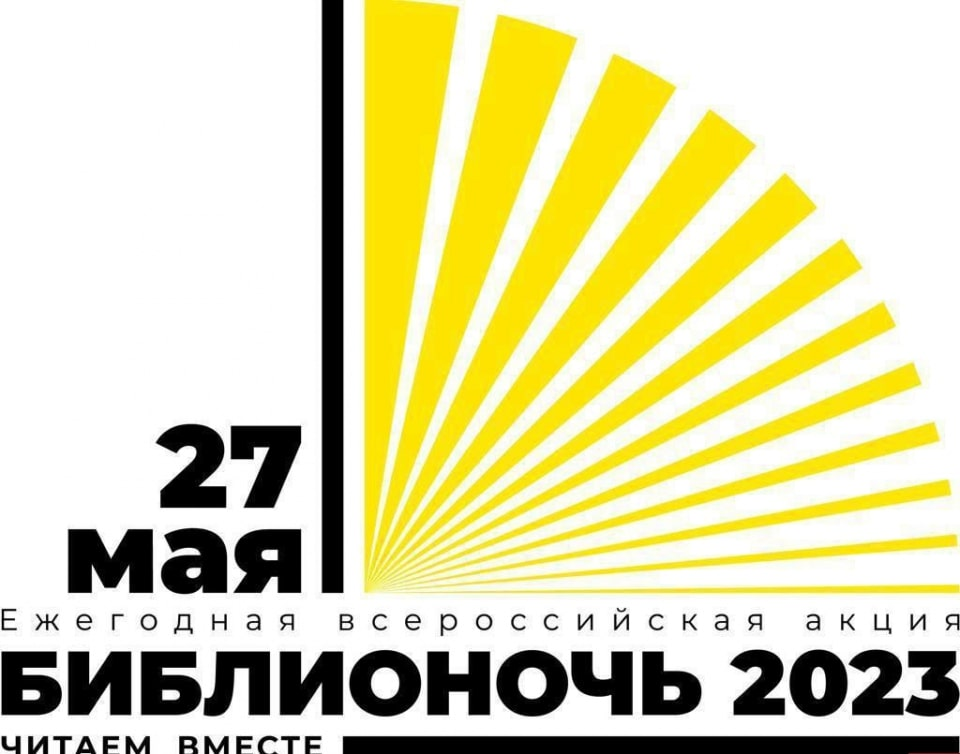 27
мая
Ежегодная всероссийская акция
БИБЛИОНОЧЬ 2023
ЧИТАЕМ ВМЕСТЕ